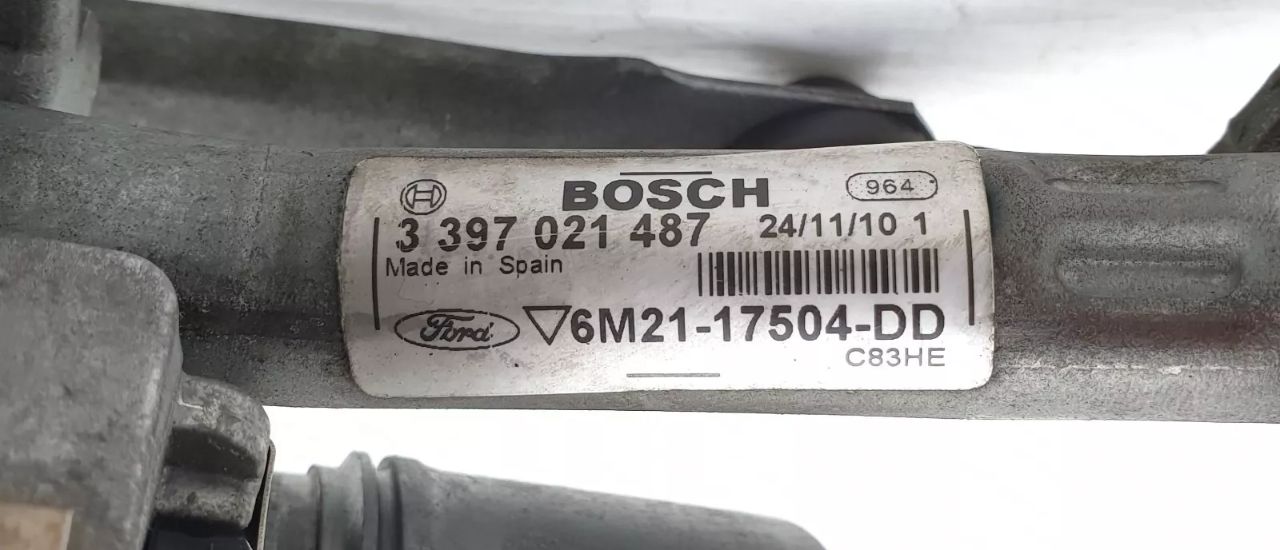 BOSCH 964
3 397 021 487 24/11/10 1
Made in Spain
Ford 6M21-17504-DD
C83HE